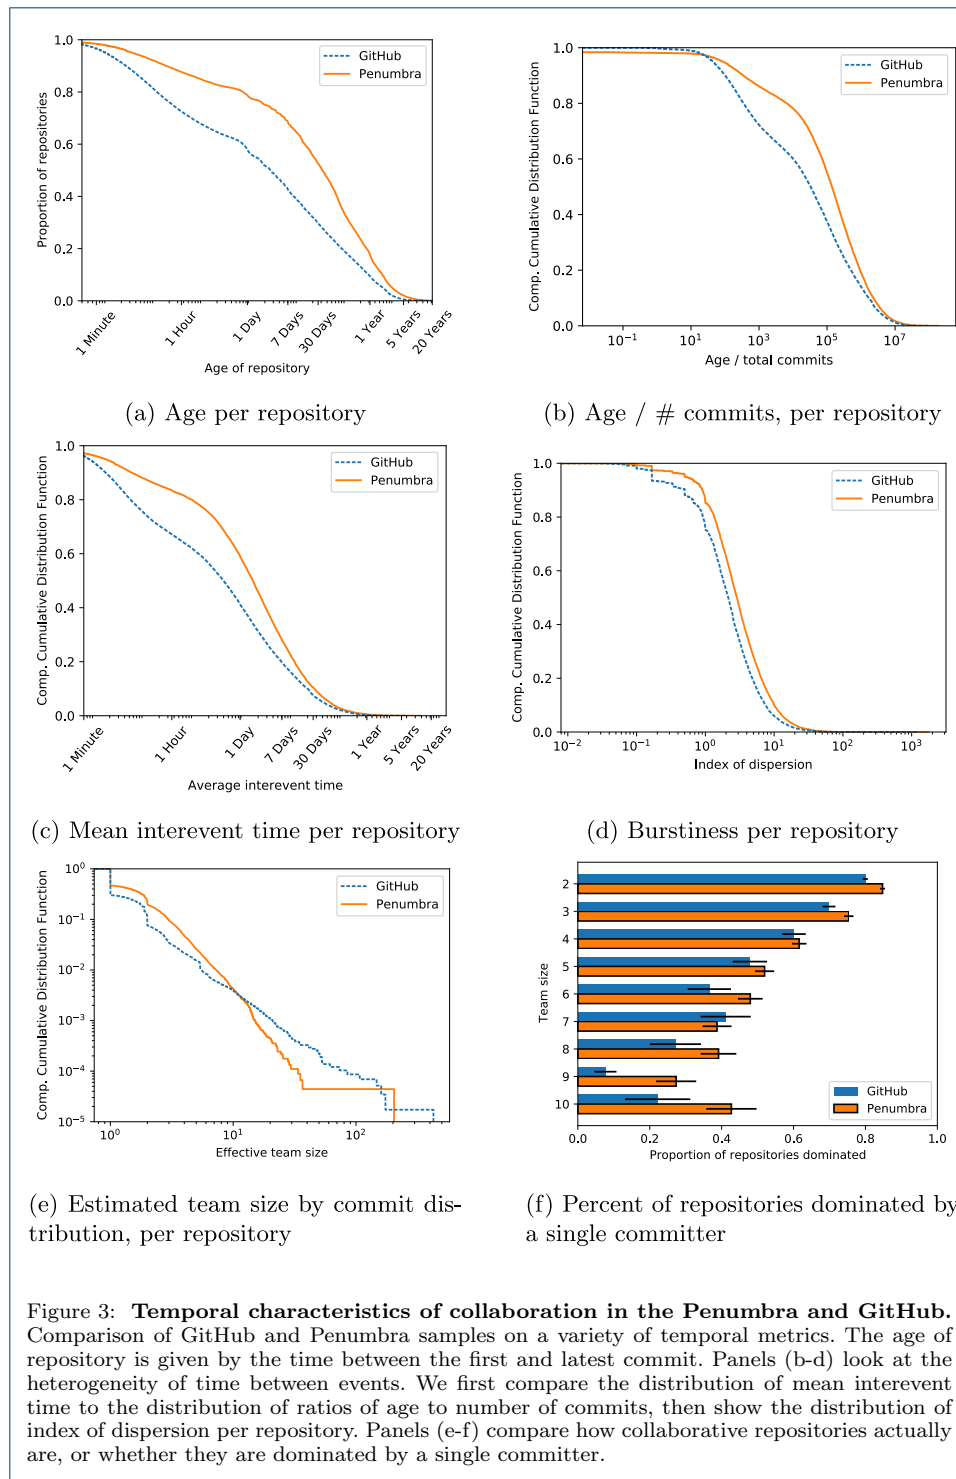 1.0
0.8
0.6
0.4
0.2
0.0
Proportion of repositories
GitHub
Penumbra
1 Minute
1 Hour
1 Day
7 Days
30 Days
1 Year
5 Years
20 Years
Age of repository
(a) Age per repository
1.0
0.8
0.6
0.4
0.2
0.0
Comp. Cumulative Distribution Function
GitHub
Penumbra
10⁻¹
10¹
10³
10⁵
10⁷
Age / total commits
(b) Age / # commits, per repository
1.0
0.8
0.6
0.4
0.2
0.0
Comp. Cumulative Distribution Function
GitHub
Penumbra
1 Minute
1 Hour
1 Day
7 Days
30 Days
1 Year
5 Years
20 Years
Average interevent time
(c) Mean interevent time per repository
1.0
0.8
0.6
0.4
0.2
0.0
Comp. Cumulative Distribution Function
GitHub
Penumbra
10⁻²
10⁻¹
10⁰
10¹
10²
10³
Index of dispersion
(d) Burstiness per repository
10⁰
10⁻¹
10⁻²
10⁻³
10⁻⁴
10⁻⁵
Comp. Cumulative Distribution Function
GitHub
Penumbra
10⁰
10¹
10²
Effective team size
(e) Estimated team size by commit dis-
tribution, per repository
2
3
4
5
6
7
8
9
10
Team size
GitHub
Penumbra
0.0
0.2
0.4
0.6
0.8
1.0
Proportion of repositories dominated
(f) Percent of repositories dominated by
a single committer
Figure 3: Temporal characteristics of collaboration in the Penumbra and GitHub.
Comparison of GitHub and Penumbra samples on a variety of temporal metrics. The age of
repository is given by the time between the first and latest commit. Panels (b-d) look at the
heterogeneity of time between events. We first compare the distribution of mean interevent
time to the distribution of ratios of age to number of commits, then show the distribution of
index of dispersion per repository. Panels (e-f) compare how collaborative repositories actually
are, or whether they are dominated by a single committer.